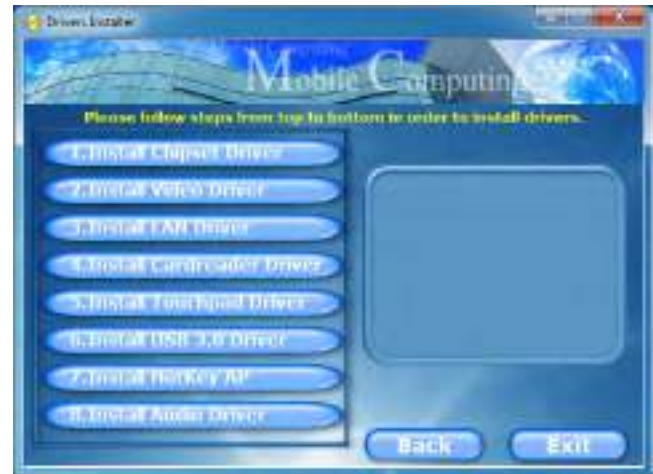 Drivers Installer
Mobile Computing
Please follow steps from top to bottom in order to install drivers.
1.Install Chipset Driver
2.Install Video Driver
3.Install LAN Driver
4.Install Cardreader Driver
5.Install Touchpad Driver
6.Install USB 3.0 Driver
7.Install HotKey AP
8.Install Audio Driver
Back
Exit